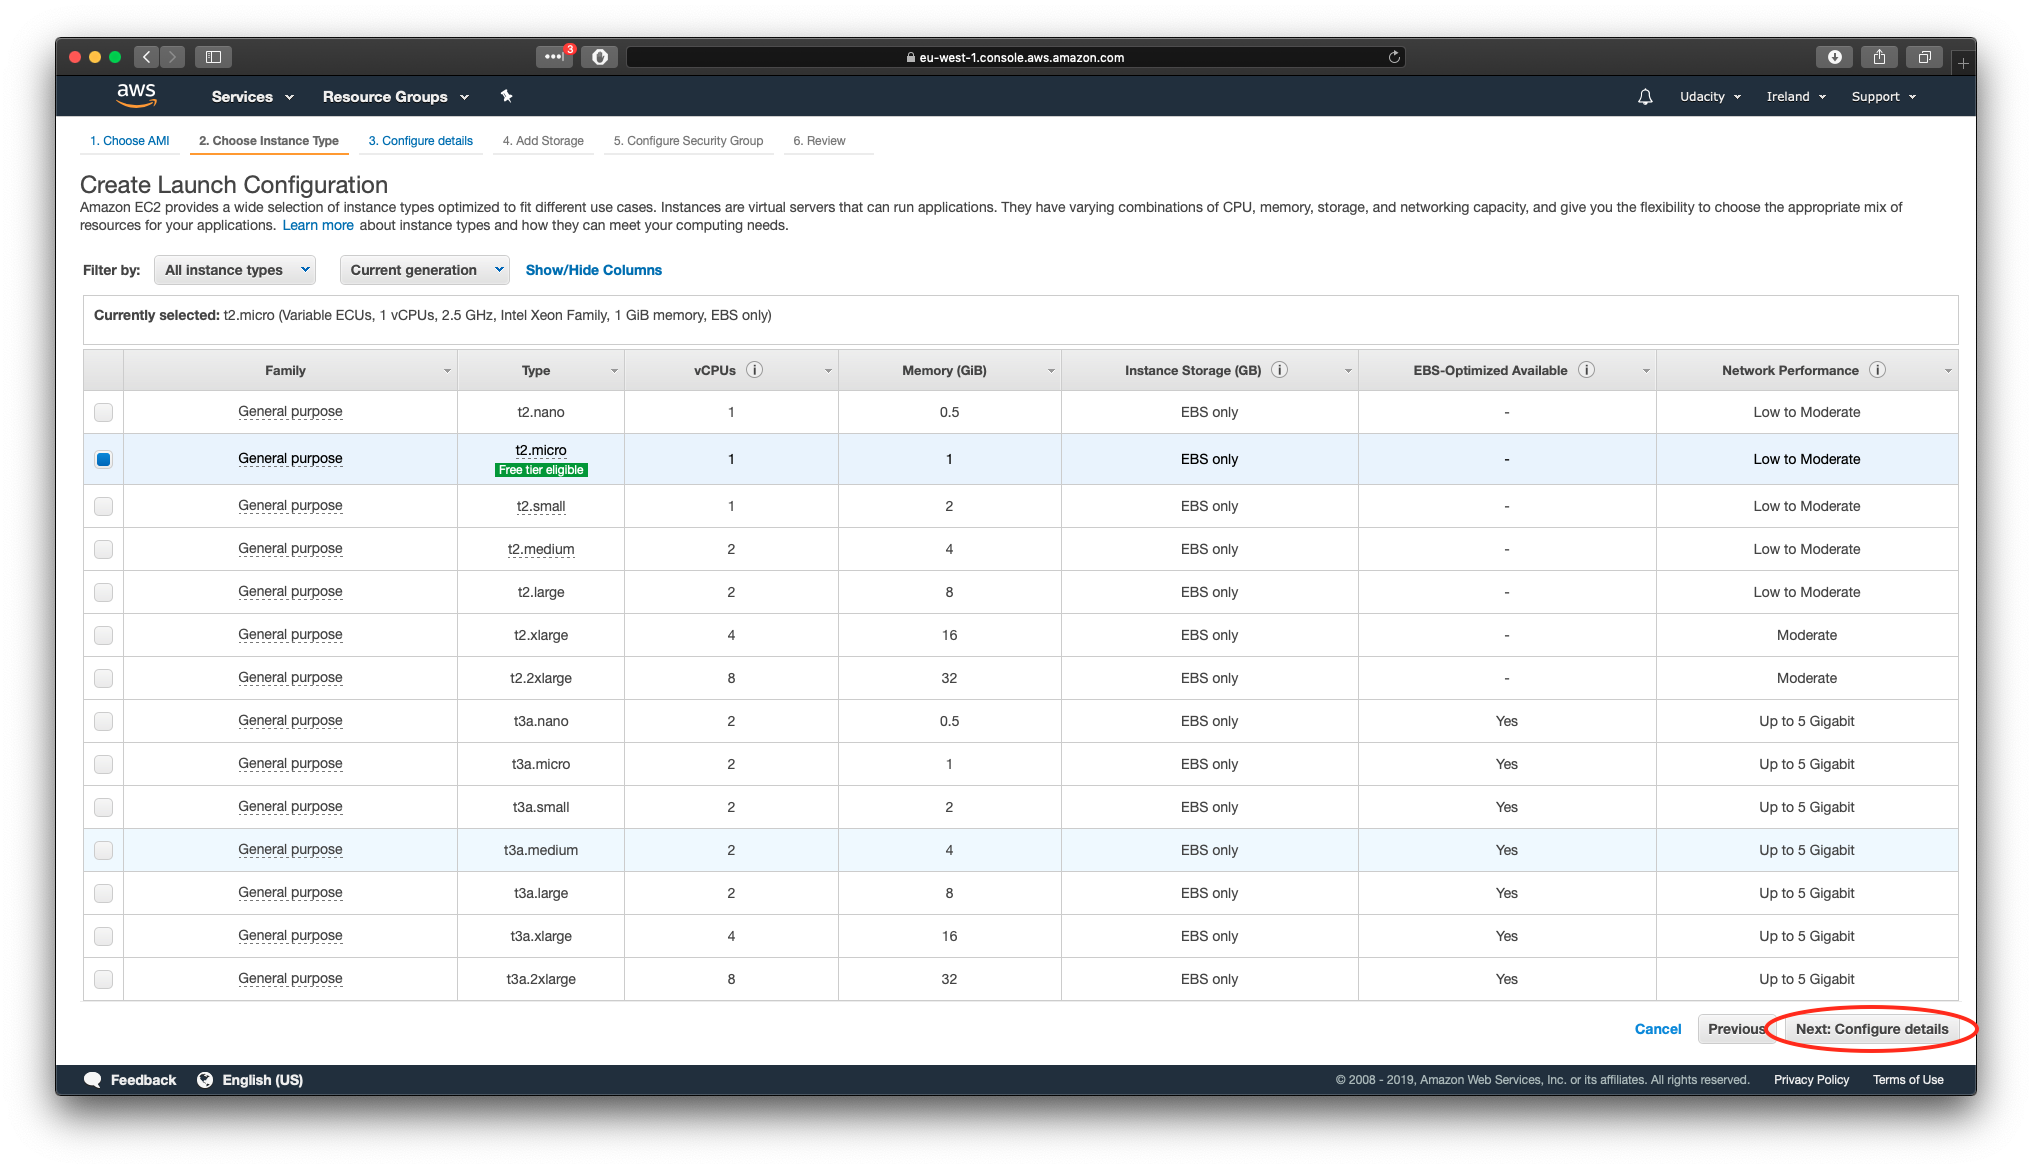 3
eu-west-1.console.aws.amazon.com
aws Services Resource Groups Udacity Ireland Support
1. Choose AMI 2. Choose Instance Type 3. Configure details 4. Add Storage 5. Configure Security Group 6. Review
Create Launch Configuration
Amazon EC2 provides a wide selection of instance types optimized to fit different use cases. Instances are virtual servers that can run applications. They have varying combinations of CPU, memory, storage, and networking capacity, and give you the flexibility to choose the appropriate mix of
resources for your applications. Learn more about instance types and how they can meet your computing needs.
Filter by: All instance types Current generation Show/Hide Columns
Currently selected: t2.micro (Variable ECUs, 1 vCPUs, 2.5 GHz, Intel Xeon Family, 1 GiB memory, EBS only)
Family Type vCPUs Memory (GiB) Instance Storage (GB) EBS-Optimized Available Network Performance
General purpose t2.nano 1 0.5 EBS only - Low to Moderate
General purpose t2.micro 1 1 EBS only - Low to Moderate
Free tier eligible
General purpose t2.small 1 2 EBS only - Low to Moderate
General purpose t2.medium 2 4 EBS only - Low to Moderate
General purpose t2.large 2 8 EBS only - Low to Moderate
General purpose t2.xlarge 4 16 EBS only - Moderate
General purpose t2.2xlarge 8 32 EBS only - Moderate
General purpose t3a.nano 2 0.5 EBS only Yes Up to 5 Gigabit
General purpose t3a.micro 2 1 EBS only Yes Up to 5 Gigabit
General purpose t3a.small 2 2 EBS only Yes Up to 5 Gigabit
General purpose t3a.medium 2 4 EBS only Yes Up to 5 Gigabit
General purpose t3a.large 2 8 EBS only Yes Up to 5 Gigabit
General purpose t3a.xlarge 4 16 EBS only Yes Up to 5 Gigabit
General purpose t3a.2xlarge 8 32 EBS only Yes Up to 5 Gigabit
Cancel Previous Next: Configure details
Feedback English (US) © 2008 - 2019, Amazon Web Services, Inc. or its affiliates. All rights reserved. Privacy Policy Terms of Use